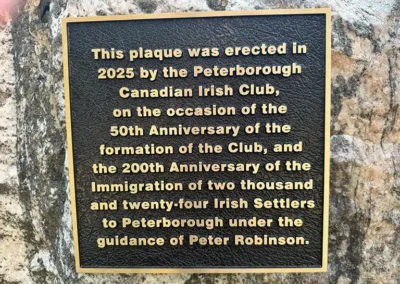 This plaque was erected in
2025 by the Peterborough
Canadian Irish Club,
on the occasion of the
50th Anniversary of the
formation of the Club, and
the 200th Anniversary of the
Immigration of two thousand
and twenty-four Irish Settlers
to Peterborough under the
guidance of Peter Robinson.